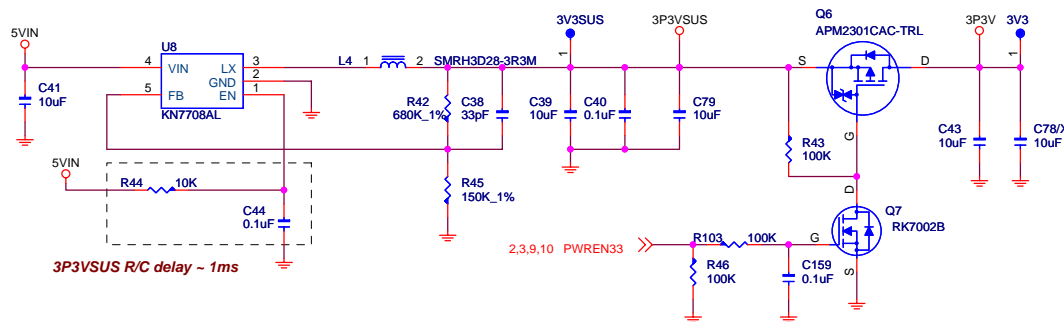 5VIN
U8
KN7708AL
4
VIN
LX
3
GND
2
5
FB
EN
1
C41
10uF
L4
1
2
SMRH3D28-3R3M
3V3SUS
1
3P3VSUS
R42
680K_1%
C38
33pF
C39
10uF
C40
0.1uF
C79
10uF
R45
150K_1%
5VIN
R44
10K
C44
0.1uF
3P3VSUS R/C delay ~ 1ms
Q6
APM2301CAC-TRL
S
D
G
R43
100K
3P3V
3V3
1
C43
10uF
C78/X
10uF
D
Q7
RK7002B
G
S
2,3,9,10 PWREN33
R103
100K
R46
100K
C159
0.1uF